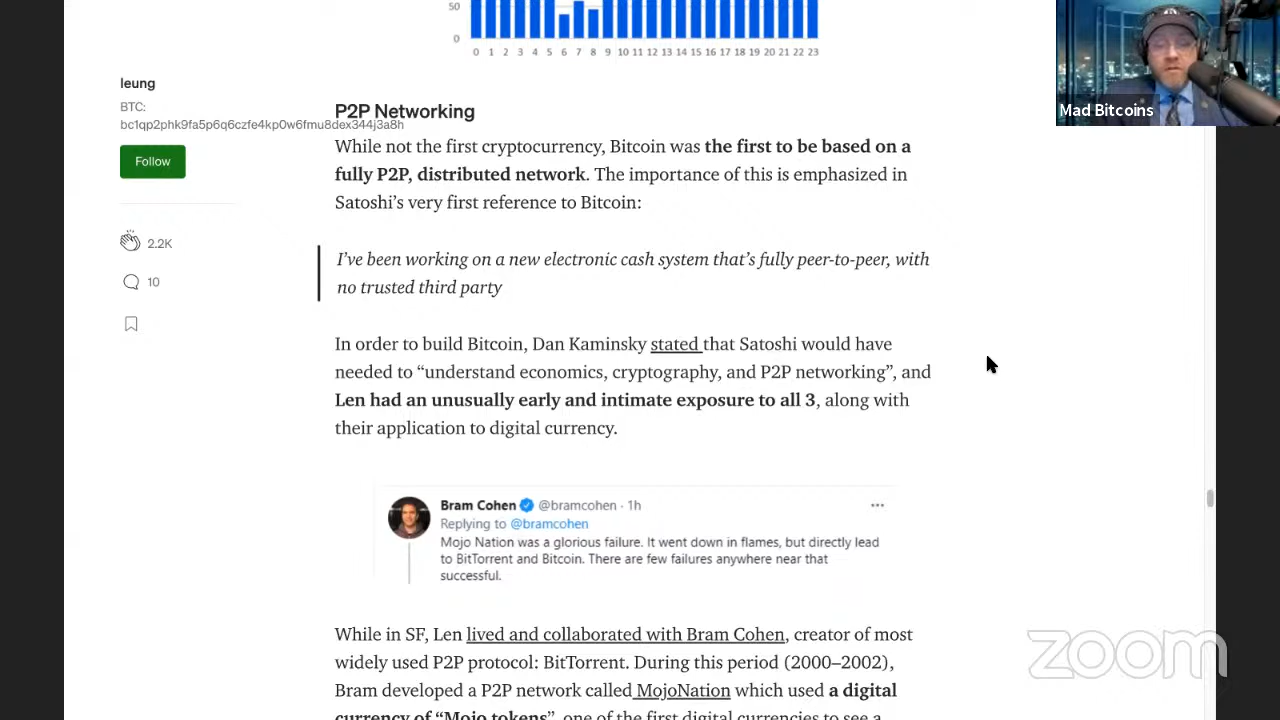 50
0
0 1 2 3 4 5 6 7 8 9 10 11 12 13 14 15 16 17 18 19 20 21 22 23
Mad Bitcoins
leung
BTC:
bc1qp2phk9fa5p6q6czfe4kp0w6fmu8dex344j3a8h
Follow
2.2K
10
P2P Networking
While not the first cryptocurrency, Bitcoin was the first to be based on a
fully P2P, distributed network. The importance of this is emphasized in
Satoshi’s very first reference to Bitcoin:
I’ve been working on a new electronic cash system that’s fully peer-to-peer, with
no trusted third party
In order to build Bitcoin, Dan Kaminsky stated that Satoshi would have
needed to “understand economics, cryptography, and P2P networking”, and
Len had an unusually early and intimate exposure to all 3, along with
their application to digital currency.
Bram Cohen @bramcohen · 1h
Replying to @bramcohen
Mojo Nation was a glorious failure. It went down in flames, but directly lead
to BitTorrent and Bitcoin. There are few failures anywhere near that
successful.
While in SF, Len lived and collaborated with Bram Cohen, creator of most
widely used P2P protocol: BitTorrent. During this period (2000–2002),
Bram developed a P2P network called MojoNation which used a digital
currency of “Mojo tokens”, one of the first digital currencies to see a
zoom